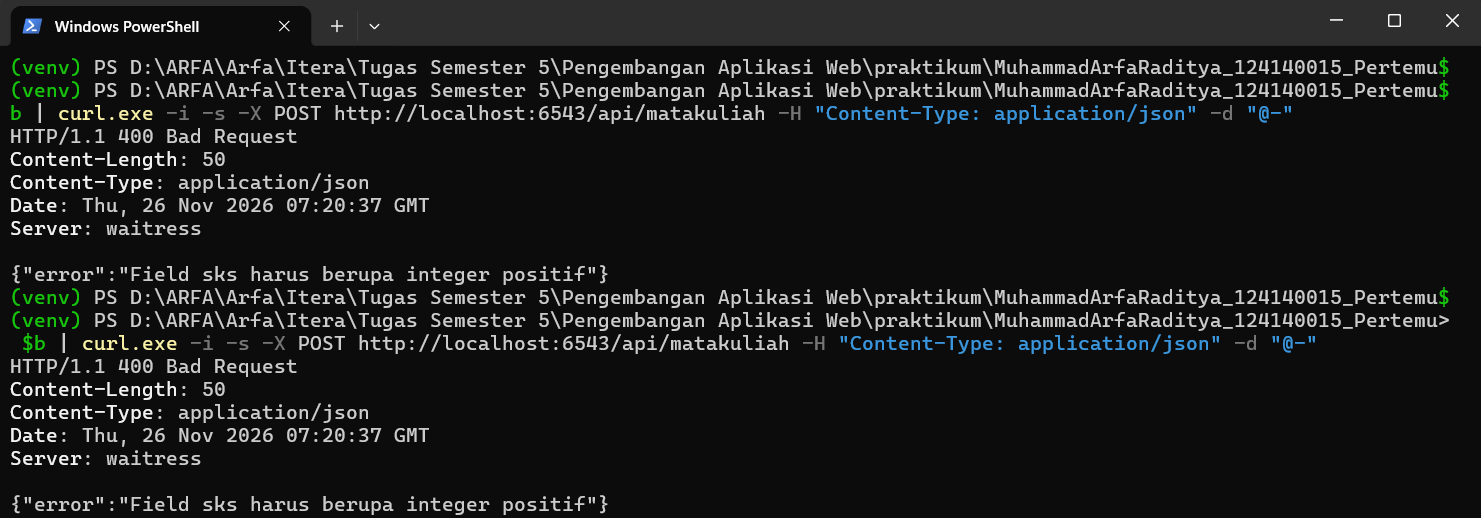 Windows PowerShell
(venv) PS D:\ARFA\Arfa\Itera\Tugas Semester 5\Pengembangan Aplikasi Web\praktikum\MuhammadArfaRaditya_124140015_Pertemu$
(venv) PS D:\ARFA\Arfa\Itera\Tugas Semester 5\Pengembangan Aplikasi Web\praktikum\MuhammadArfaRaditya_124140015_Pertemu$
b | curl.exe -i -s -X POST http://localhost:6543/api/matakuliah -H "Content-Type: application/json" -d "@-"
HTTP/1.1 400 Bad Request
Content-Length: 50
Content-Type: application/json
Date: Thu, 26 Nov 2026 07:20:37 GMT
Server: waitress
{"error":"Field sks harus berupa integer positif"}
(venv) PS D:\ARFA\Arfa\Itera\Tugas Semester 5\Pengembangan Aplikasi Web\praktikum\MuhammadArfaRaditya_124140015_Pertemu$
(venv) PS D:\ARFA\Arfa\Itera\Tugas Semester 5\Pengembangan Aplikasi Web\praktikum\MuhammadArfaRaditya_124140015_Pertemu>
$b | curl.exe -i -s -X POST http://localhost:6543/api/matakuliah -H "Content-Type: application/json" -d "@-"
HTTP/1.1 400 Bad Request
Content-Length: 50
Content-Type: application/json
Date: Thu, 26 Nov 2026 07:20:37 GMT
Server: waitress
{"error":"Field sks harus berupa integer positif"}